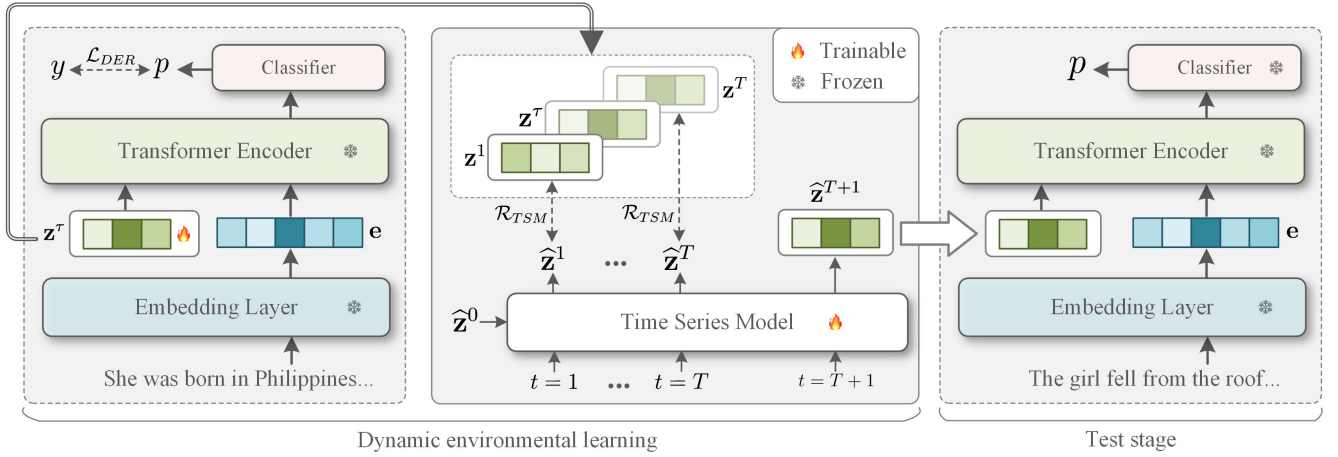 y
ℒ_DER
p
Classifier
Transformer Encoder
z^τ
e
Embedding Layer
She was born in Philippines...
Trainable
Frozen
z^T
z^τ
z^1
ℛ_TSM
ℛ_TSM
ẑ^1
...
ẑ^T
ẑ^{T+1}
ẑ^0
Time Series Model
t = 1
...
t = T
t = T + 1
Dynamic environmental learning
p
Classifier
Transformer Encoder
e
Embedding Layer
The girl fell from the roof...
Test stage